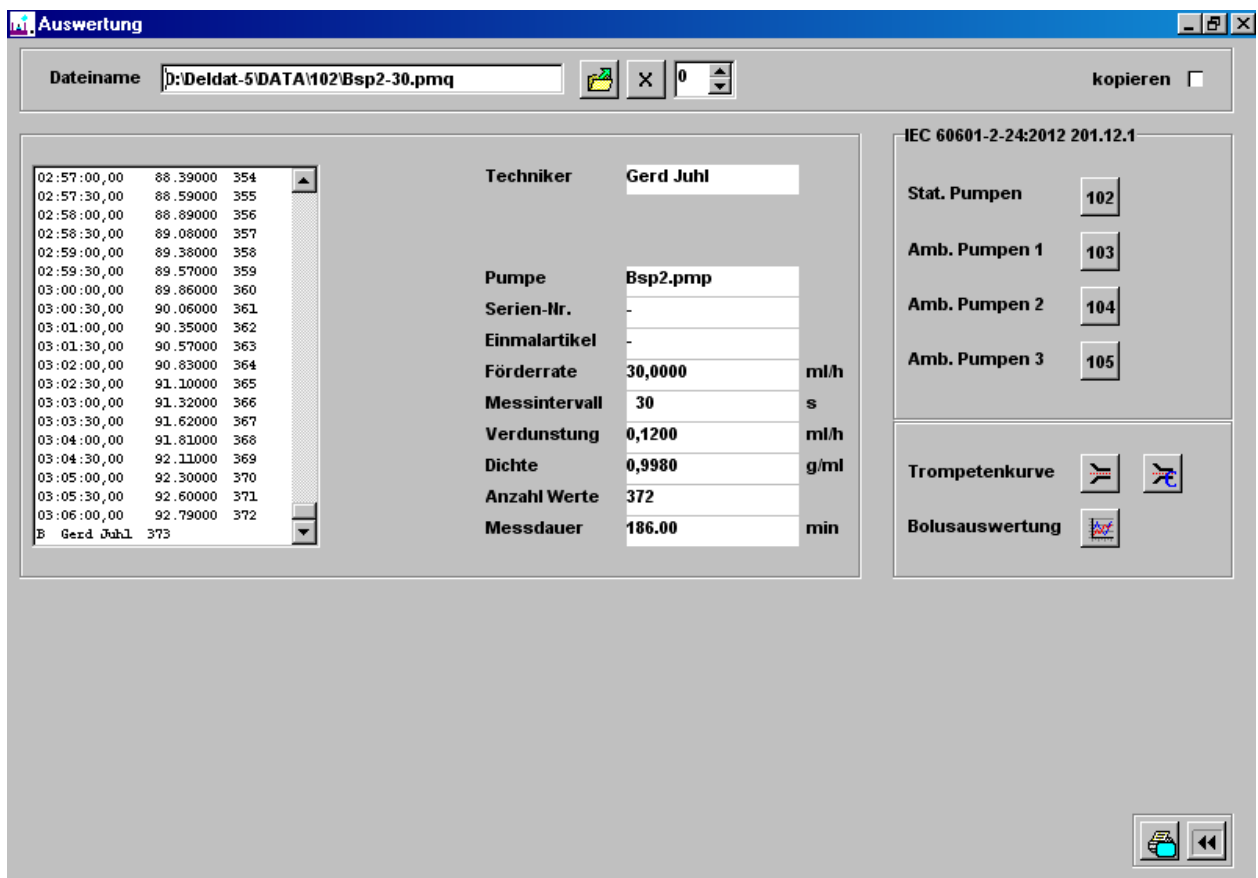 Auswertung
Dateiname D:\Deldat-5\DATA\102\Bsp2-30.pmq X 0 kopieren
02:57:00,00 88.39000 354
02:57:30,00 88.59000 355
02:58:00,00 88.89000 356
02:58:30,00 89.08000 357
02:59:00,00 89.38000 358
02:59:30,00 89.57000 359
03:00:00,00 89.86000 360
03:00:30,00 90.06000 361
03:01:00,00 90.35000 362
03:01:30,00 90.57000 363
03:02:00,00 90.83000 364
03:02:30,00 91.10000 365
03:03:00,00 91.32000 366
03:03:30,00 91.62000 367
03:04:00,00 91.81000 368
03:04:30,00 92.11000 369
03:05:00,00 92.30000 370
03:05:30,00 92.60000 371
03:06:00,00 92.79000 372
B Gerd Juhl 373
Techniker Gerd Juhl
Pumpe Bsp2.pmp
Serien-Nr. -
Einmalartikel -
Förderrate 30,0000 ml/h
Messintervall 30 s
Verdunstung 0,1200 ml/h
Dichte 0,9980 g/ml
Anzahl Werte 372
Messdauer 186.00 min
IEC 60601-2-24:2012 201.12.1
Stat. Pumpen 102
Amb. Pumpen 1 103
Amb. Pumpen 2 104
Amb. Pumpen 3 105
Trompetenkurve C
Bolusauswertung